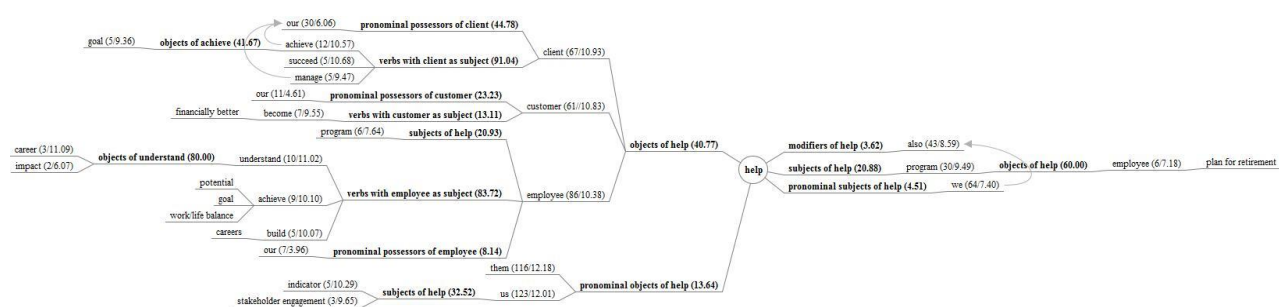 our (30/6.06) pronominal possessors of client (44.78)
goal (5/9.36) objects of achieve (41.67) achieve (12/10.57)
client (67/10.93)
succeed (5/10.68) verbs with client as subject (91.04)
manage (5/9.47)
our (11/4.61) pronominal possessors of customer (23.23)
customer (61//10.83)
financially better become (7/9.55) verbs with customer as subject (13.11)
program (6/7.64) subjects of help (20.93)
objects of help (40.77)
career (3/11.09)
objects of understand (80.00) understand (10/11.02)
impact (2/6.07)
potential
goal achieve (9/10.10) verbs with employee as subject (83.72) employee (86/10.38)
work/life balance
careers build (5/10.07)
our (7/3.96) pronominal possessors of employee (8.14)
them (116/12.18)
pronominal objects of help (13.64)
indicator (5/10.29)
subjects of help (32.52) us (123/12.01)
stakeholder engagement (3/9.65)
help
modifiers of help (3.62) also (43/8.59)
subjects of help (20.88) program (30/9.49) objects of help (60.00) employee (6/7.18) plan for retirement
pronominal subjects of help (4.51) we (64/7.40)